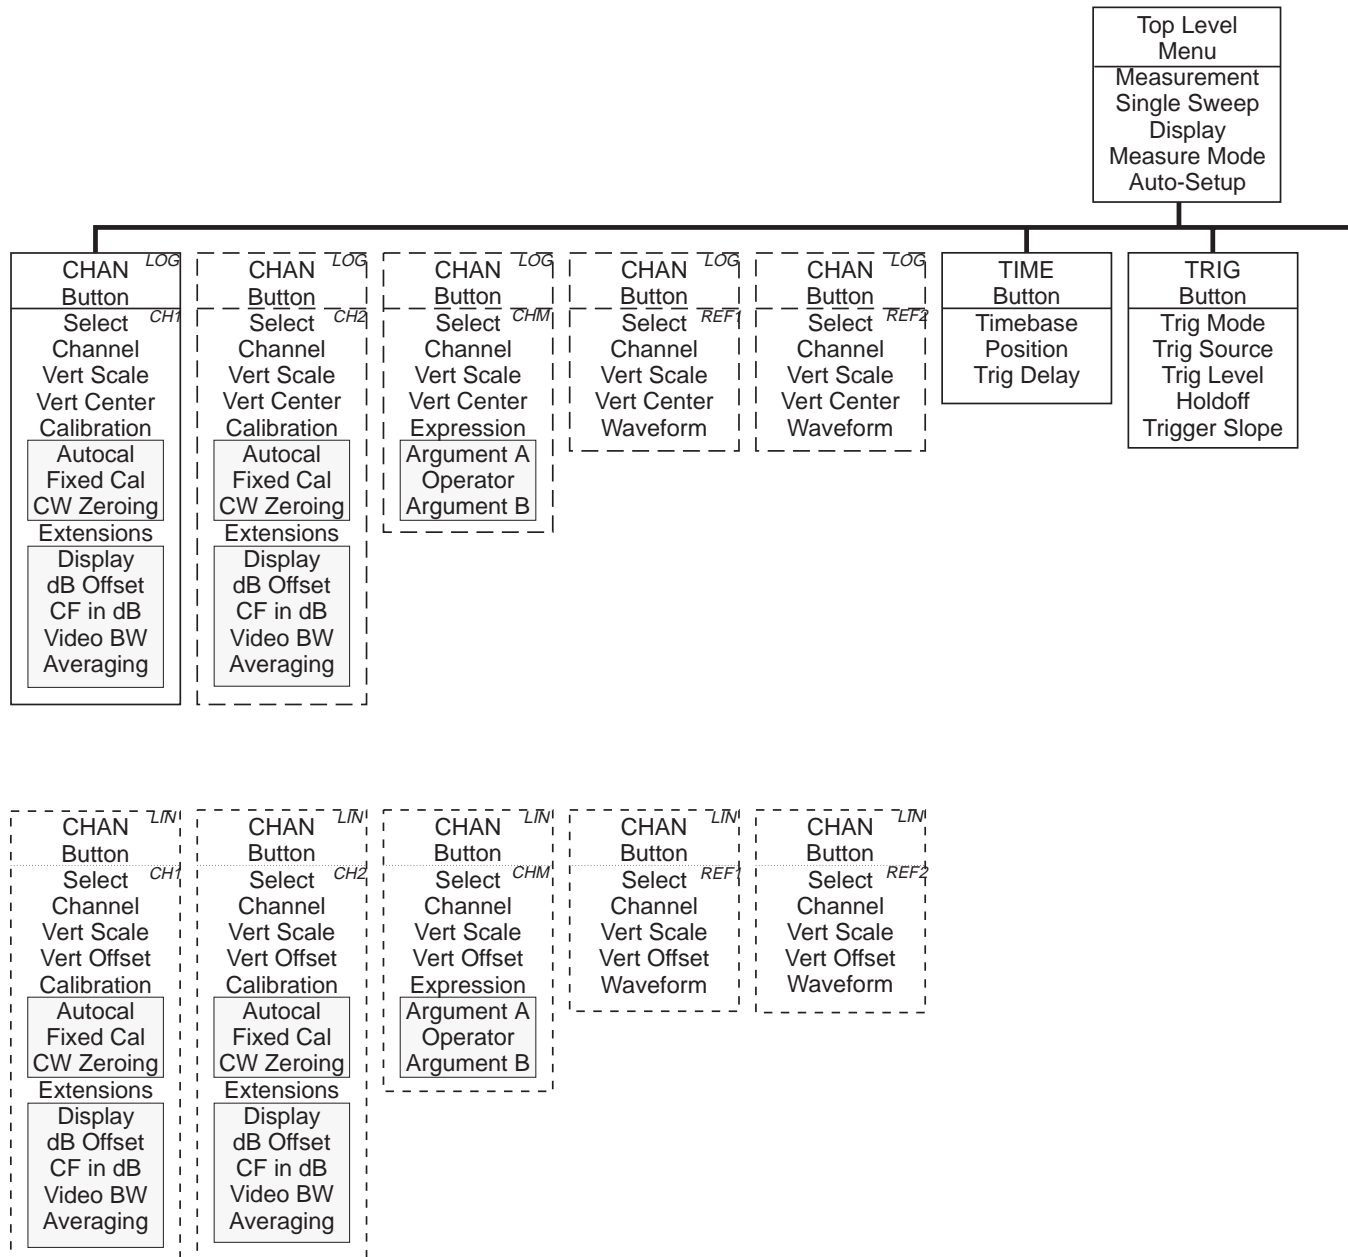 Top Level
Menu
Measurement
Single Sweep
Display
Measure Mode
Auto-Setup
CHAN LOG
Button
Select CH1
Channel
Vert Scale
Vert Center
Calibration
Autocal
Fixed Cal
CW Zeroing
Extensions
Display
dB Offset
CF in dB
Video BW
Averaging
CHAN LOG
Button
Select CH2
Channel
Vert Scale
Vert Center
Calibration
Autocal
Fixed Cal
CW Zeroing
Extensions
Display
dB Offset
CF in dB
Video BW
Averaging
CHAN LOG
Button
Select CHM
Channel
Vert Scale
Vert Center
Expression
Argument A
Operator
Argument B
CHAN LOG
Button
Select REF1
Channel
Vert Scale
Vert Center
Waveform
CHAN LOG
Button
Select REF2
Channel
Vert Scale
Vert Center
Waveform
TIME
Button
Timebase
Position
Trig Delay
TRIG
Button
Trig Mode
Trig Source
Trig Level
Holdoff
Trigger Slope
CHAN LIN
Button
Select CH1
Channel
Vert Scale
Vert Offset
Calibration
Autocal
Fixed Cal
CW Zeroing
Extensions
Display
dB Offset
CF in dB
Video BW
Averaging
CHAN LIN
Button
Select CH2
Channel
Vert Scale
Vert Offset
Calibration
Autocal
Fixed Cal
CW Zeroing
Extensions
Display
dB Offset
CF in dB
Video BW
Averaging
CHAN LIN
Button
Select CHM
Channel
Vert Scale
Vert Offset
Expression
Argument A
Operator
Argument B
CHAN LIN
Button
Select REF1
Channel
Vert Scale
Vert Offset
Waveform
CHAN LIN
Button
Select REF2
Channel
Vert Scale
Vert Offset
Waveform